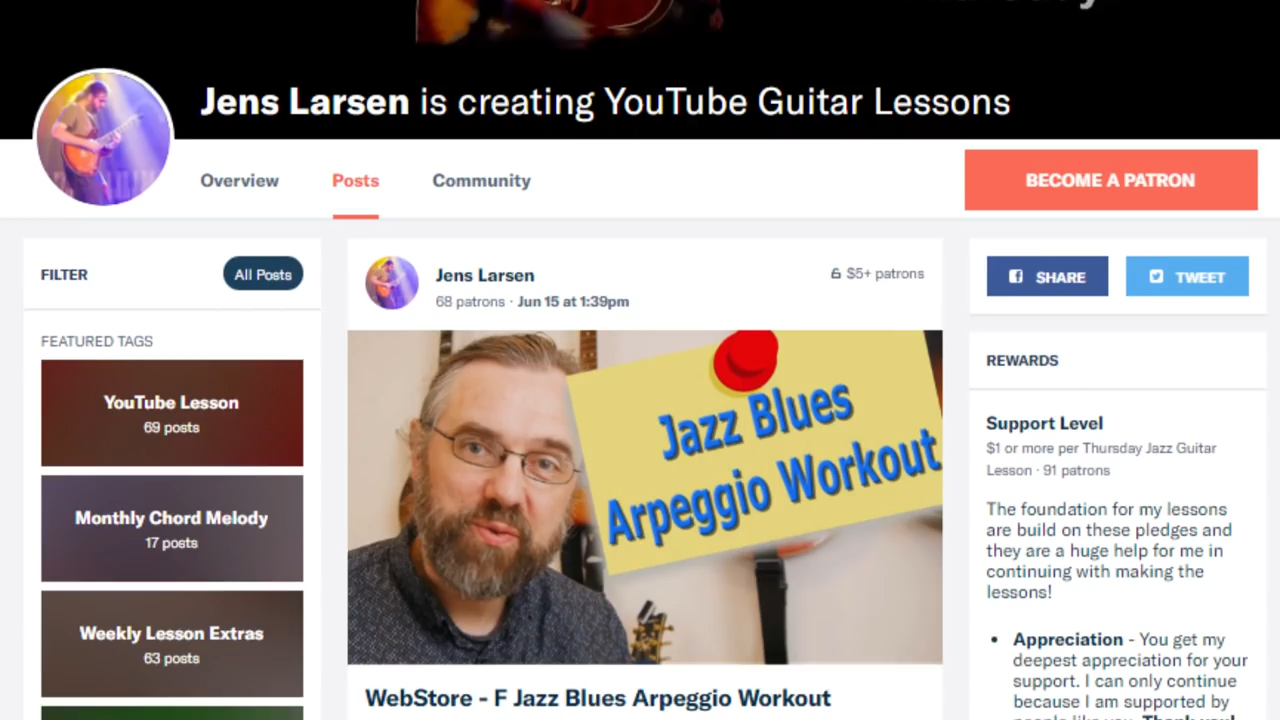 Jens Larsen is creating YouTube Guitar Lessons
Overview
Posts
Community
BECOME A PATRON
FILTER
All Posts
FEATURED TAGS
YouTube Lesson
69 posts
Monthly Chord Melody
17 posts
Weekly Lesson Extras
63 posts
Jens Larsen
$5+ patrons
68 patrons · Jun 15 at 1:39pm
Jazz Blues
Arpeggio Workout
WebStore - F Jazz Blues Arpeggio Workout
SHARE
TWEET
REWARDS
Support Level
$1 or more per Thursday Jazz Guitar
Lesson · 91 patrons
The foundation for my lessons
are build on these pledges and
they are a huge help for me in
continuing with making the
lessons!
• Appreciation - You get my
deepest appreciation for your
support. I can only continue
because I am supported by
people like you. Thank you!